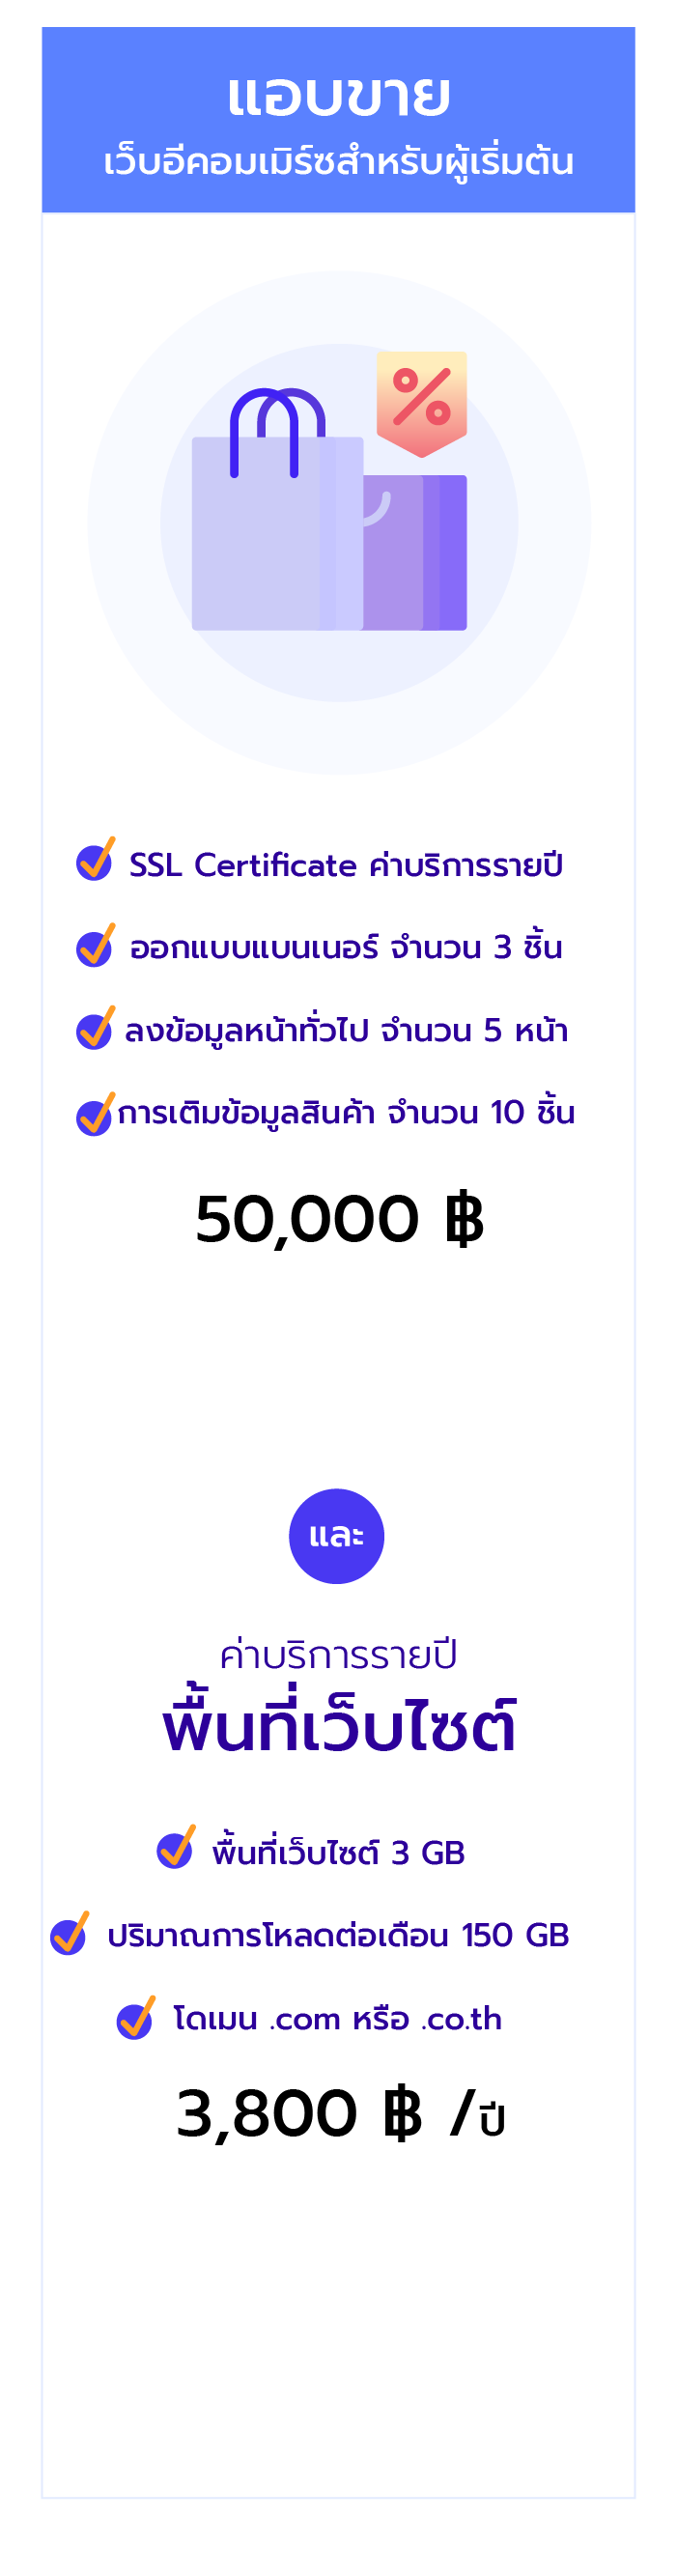 แอบขาย
เว็บอีคอมเมิร์ซสำหรับผู้เริ่มต้น
%
SSL Certificate ค่าบริการรายปี
ออกแบบแบนเนอร์ จำนวน 3 ชิ้น
ลงข้อมูลหน้าทั่วไป จำนวน 5 หน้า
การเติมข้อมูลสินค้า จำนวน 10 ชิ้น
50,000 ฿
และ
ค่าบริการรายปี
พื้นที่เว็บไซต์
พื้นที่เว็บไซต์ 3 GB
ปริมาณการโหลดต่อเดือน 150 GB
โดเมน .com หรือ .co.th
3,800 ฿ /ปี